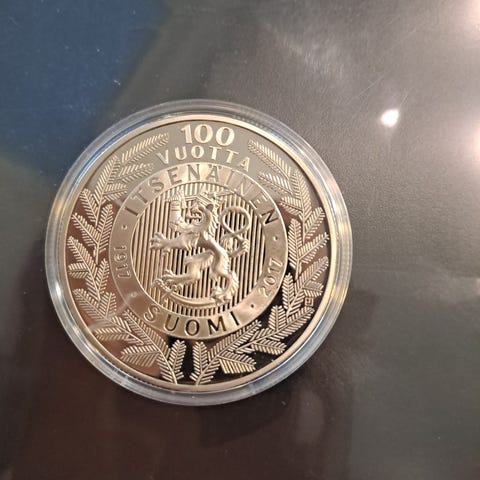 100
VUOTTA
ITSENÄINEN
1917 · 2017
SUOMI